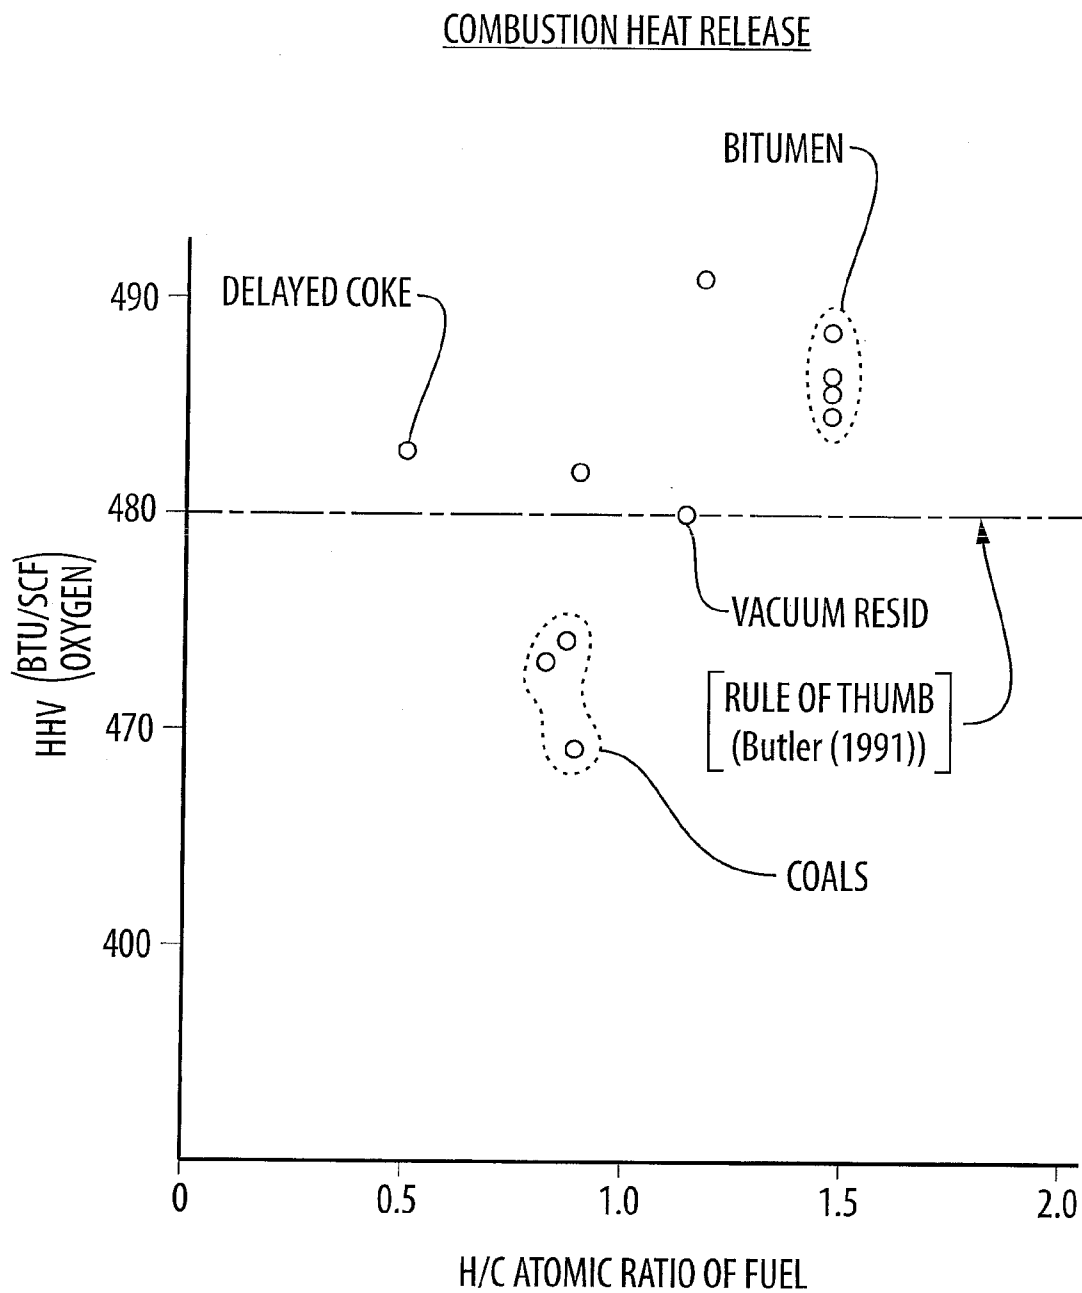 COMBUSTION HEAT RELEASE
BITUMEN
490
DELAYED COKE
480
HHV (BTU/SCF
OXYGEN)
VACUUM RESID
RULE OF THUMB
(Butler (1991))
470
COALS
400
0 0.5 1.0 1.5 2.0
H/C ATOMIC RATIO OF FUEL